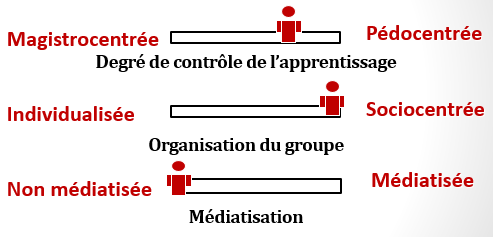 Magistrocentrée Pédocentrée
Degré de contrôle de l'apprentissage
Individualisée Sociocentrée
Organisation du groupe
Non médiatisée Médiatisée
Médiatisation